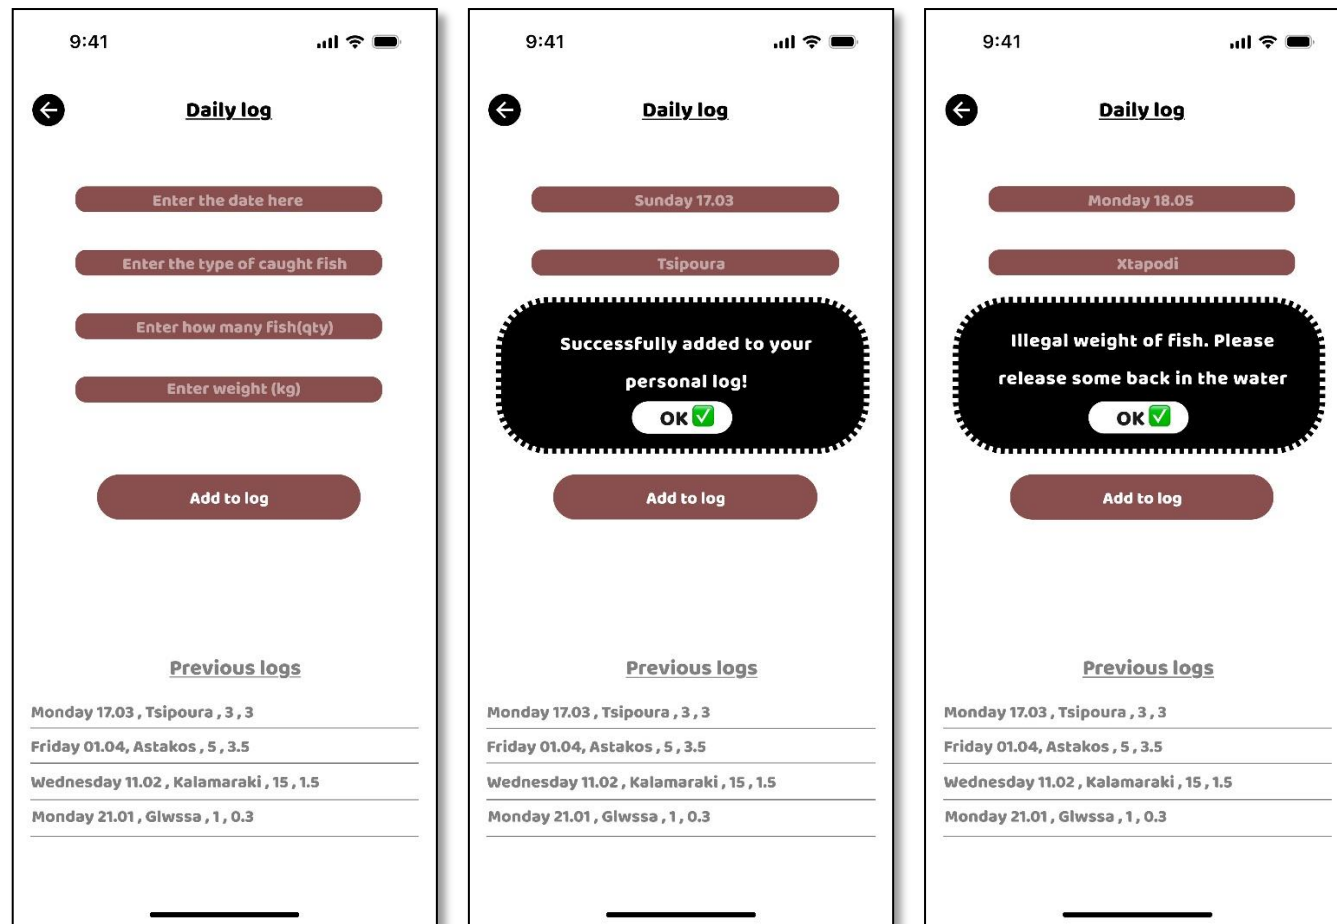 9:41
Daily log
Enter the date here
Enter the type of caught fish
Enter how many fish(qty)
Enter weight (kg)
Add to log
Previous logs
Monday 17.03 , Tsipoura , 3 , 3
Friday 01.04, Astakos , 5 , 3.5
Wednesday 11.02 , Kalamaraki , 15 , 1.5
Monday 21.01 , Glwssa , 1 , 0.3
9:41
Daily log
Sunday 17.03
Tsipoura
Successfully added to your
personal log!
OK ✅
Add to log
Previous logs
Monday 17.03 , Tsipoura , 3 , 3
Friday 01.04, Astakos , 5 , 3.5
Wednesday 11.02 , Kalamaraki , 15 , 1.5
Monday 21.01 , Glwssa , 1 , 0.3
9:41
Daily log
Monday 18.05
Xtapodi
Illegal weight of fish. Please
release some back in the water
OK ✅
Add to log
Previous logs
Monday 17.03 , Tsipoura , 3 , 3
Friday 01.04, Astakos , 5 , 3.5
Wednesday 11.02 , Kalamaraki , 15 , 1.5
Monday 21.01 , Glwssa , 1 , 0.3